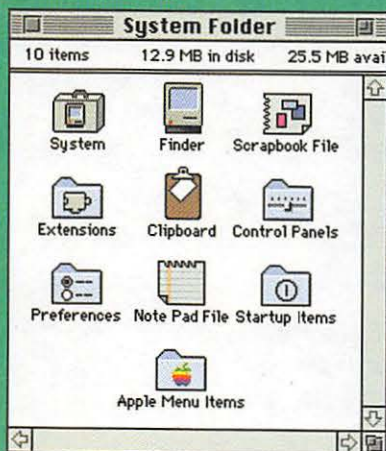 System Folder
10 items 12.9 MB in disk 25.5 MB avai
System Finder Scrapbook File
Extensions Clipboard Control Panels
Preferences Note Pad File Startup Items
Apple Menu Items